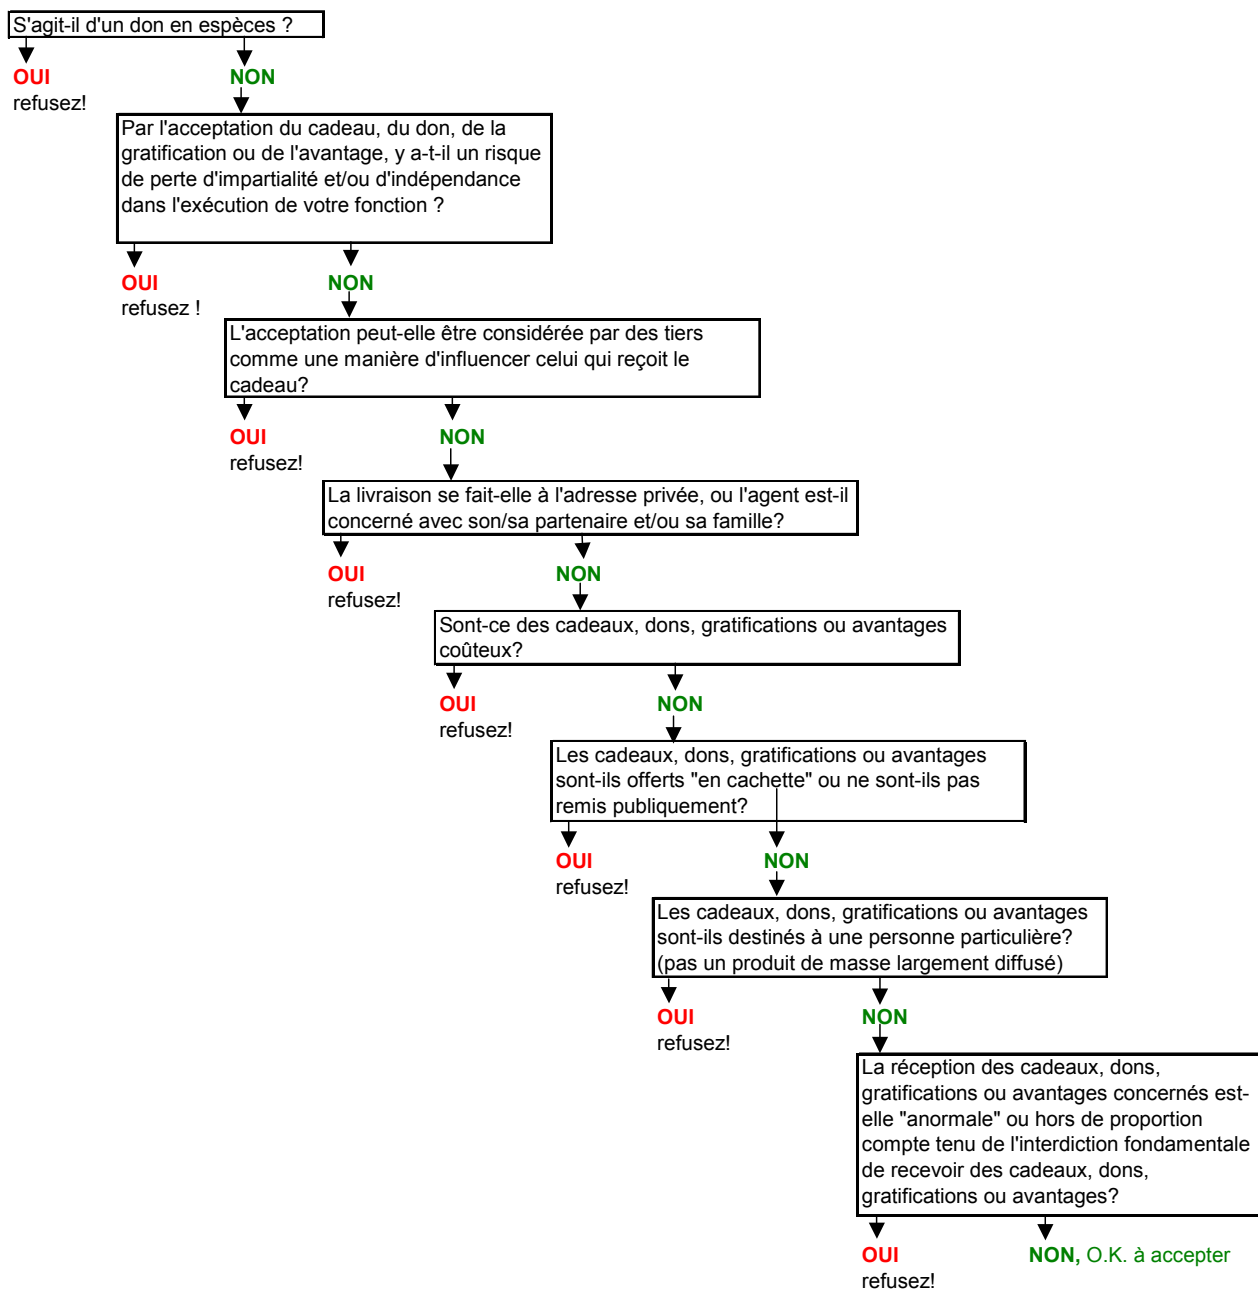 S'agit-il d'un don en espèces ?
OUI
NON
refusez!
Par l'acceptation du cadeau, du don, de la
gratification ou de l'avantage, y a-t-il un risque
de perte d'impartialité et/ou d'indépendance
dans l'exécution de votre fonction ?
OUI
NON
refusez !
L'acceptation peut-elle être considérée par des tiers
comme une manière d'influencer celui qui reçoit le
cadeau?
OUI
NON
refusez!
La livraison se fait-elle à l'adresse privée, ou l'agent est-il
concerné avec son/sa partenaire et/ou sa famille?
OUI
NON
refusez!
Sont-ce des cadeaux, dons, gratifications ou avantages
coûteux?
OUI
NON
refusez!
Les cadeaux, dons, gratifications ou avantages
sont-ils offerts "en cachette" ou ne sont-ils pas
remis publiquement?
OUI
NON
refusez!
Les cadeaux, dons, gratifications ou avantages
sont-ils destinés à une personne particulière?
(pas un produit de masse largement diffusé)
OUI
NON
refusez!
La réception des cadeaux, dons,
gratifications ou avantages concernés est-
elle "anormale" ou hors de proportion
compte tenu de l'interdiction fondamentale
de recevoir des cadeaux, dons,
gratifications ou avantages?
OUI
NON, O.K. à accepter
refusez!